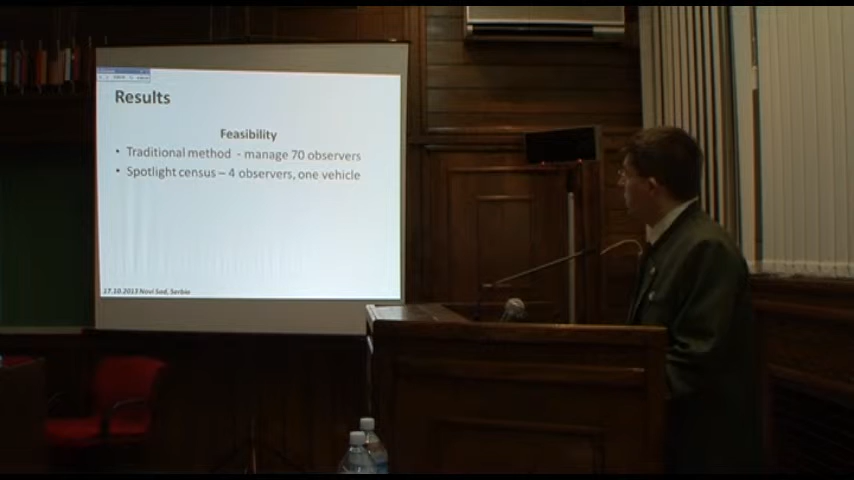 Results
Feasibility
• Traditional method - manage 70 observers
• Spotlight census – 4 observers, one vehicle
17.10.2013 Novi Sad, Serbia